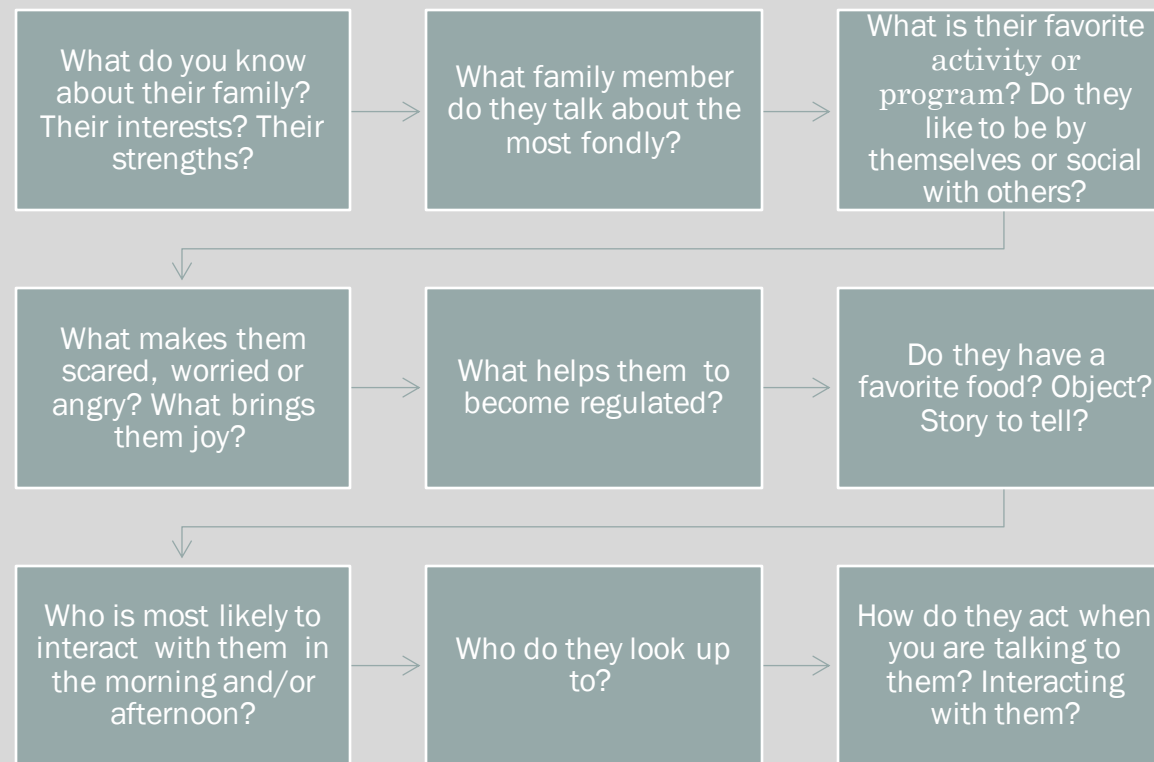 What do you know
about their family?
Their interests? Their
strengths?
What family member
do they talk about the
most fondly?
What is their favorite
activity or
program? Do they
like to be by
themselves or social
with others?
What makes them
scared, worried or
angry? What brings
them joy?
What helps them  to
become regulated?
Do they have a
favorite food? Object?
Story to tell?
Who is most likely to
interact  with them  in
the morning and/or
afternoon?
Who do they look up
to?
How do they act when
you are talking to
them? Interacting
with them?